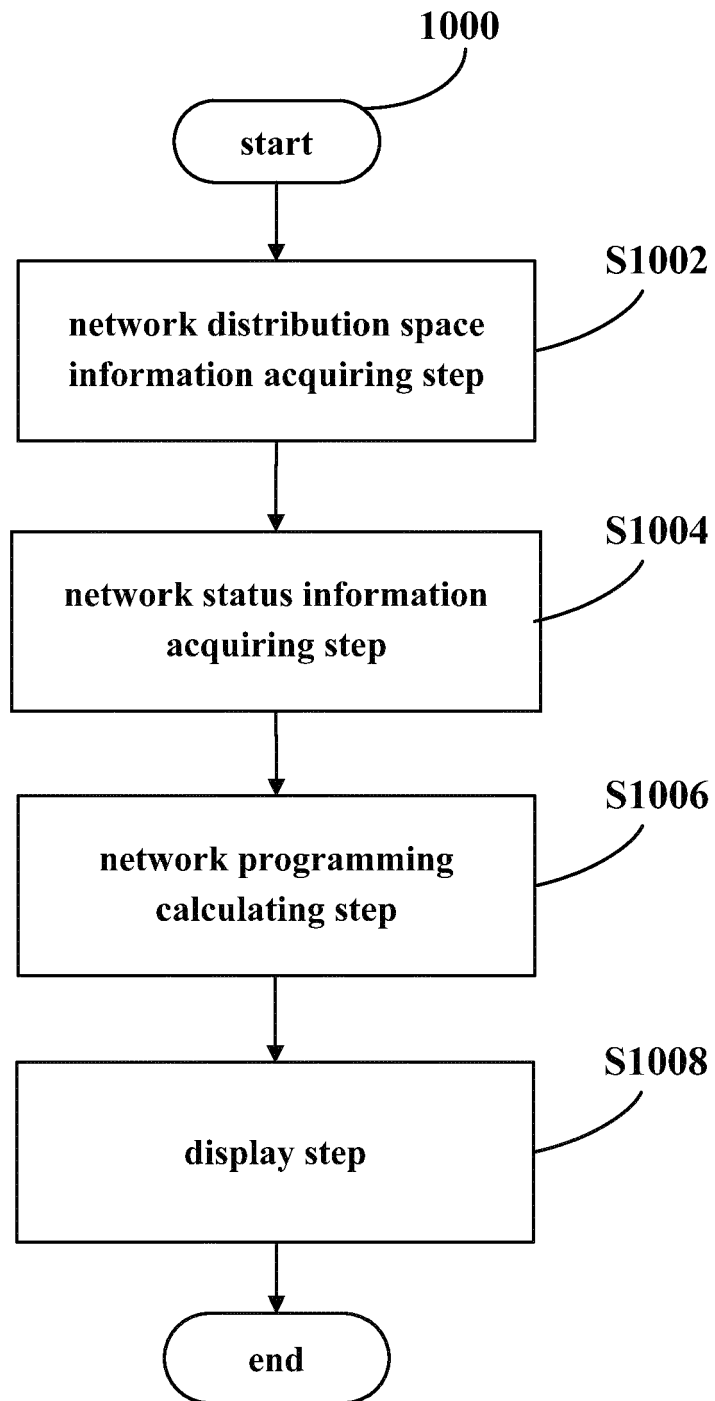 1000
start
S1002
network distribution space
information acquiring step
S1004
network status information
acquiring step
S1006
network programming
calculating step
S1008
display step
end